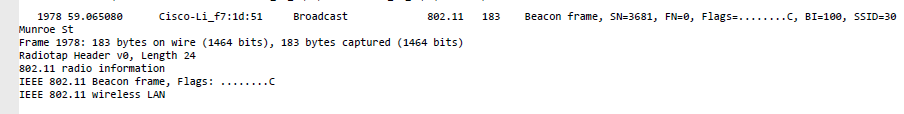 1978 59.065080 Cisco-Li_f7:1d:51 Broadcast 802.11 183 Beacon frame, SN=3681, FN=0, Flags=........C, BI=100, SSID=30
Munroe St
Frame 1978: 183 bytes on wire (1464 bits), 183 bytes captured (1464 bits)
Radiotap Header v0, Length 24
802.11 radio information
IEEE 802.11 Beacon frame, Flags: ........C
IEEE 802.11 wireless LAN